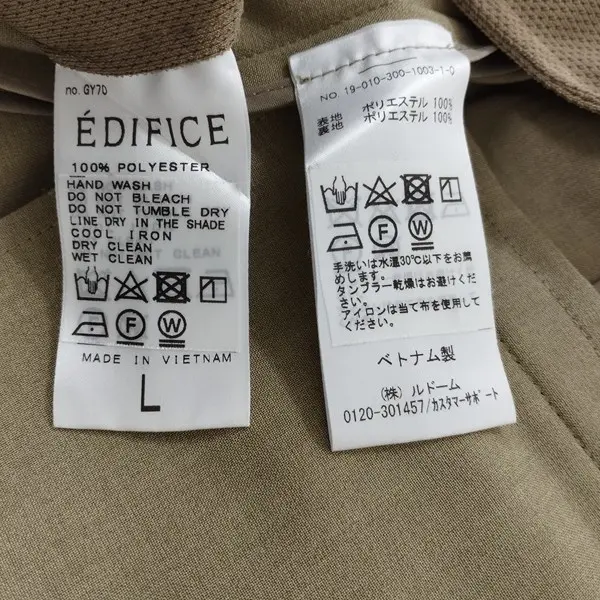 no. GY70
ÉDIFICE
100% POLYESTER
HAND WASH
DO NOT BLEACH
DO NOT TUMBLE DRY
LINE DRY IN THE SHADE
COOL IRON
DRY CLEAN
WET CLEAN
F W
MADE IN VIETNAM
L
NO. 19-010-300-1003-1-0
表地 ポリエステル 100%
裏地 ポリエステル 100%
F W
手洗いは水温30℃以下をお薦
めします。
タンブラー乾燥はお避けくだ
さい。
アイロンは当て布を使用して
ください。
ベトナム製
(株) ルドーム
0120-301457/カスタマーサポート